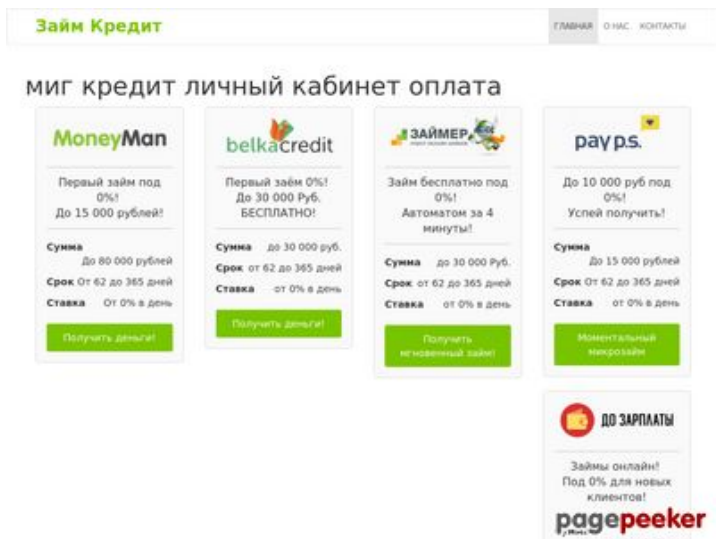 Займ Кредит
ГЛАВНАЯ О НАС. КОНТАКТЫ
миг кредит личный кабинет оплата
MoneyMan
Первый займ под
0%!
До 15 000 рублей!
Сумма
До 80 000 рублей
Срок От 62 до 365 дней
Ставка От 0% в день
Получить деньги!
belkacredit
Первый заём 0%!
До 30 000 Руб.
БЕСПЛАТНО!
Сумма до 30 000 руб.
Срок от 62 до 365 дней
Ставка от 0% в день
Получить деньги!
ЗАЙМЕР
Займ бесплатно под
0%!
Автоматом за 4
минуты!
Сумма до 30 000 Руб.
Срок от 62 до 365 дней
Ставка от 0% в день
Получить
мгновенный займ!
pay p.s.
До 10 000 руб под
0%!
Успей получить!
Сумма
До 15 000 рублей
Срок От 62 до 365 дней
Ставка от 0% в день
Моментальный
микрозайм
ДО ЗАРПЛАТЫ
Займы онлайн!
Под 0% для новых
клиентов!
pagepeeker